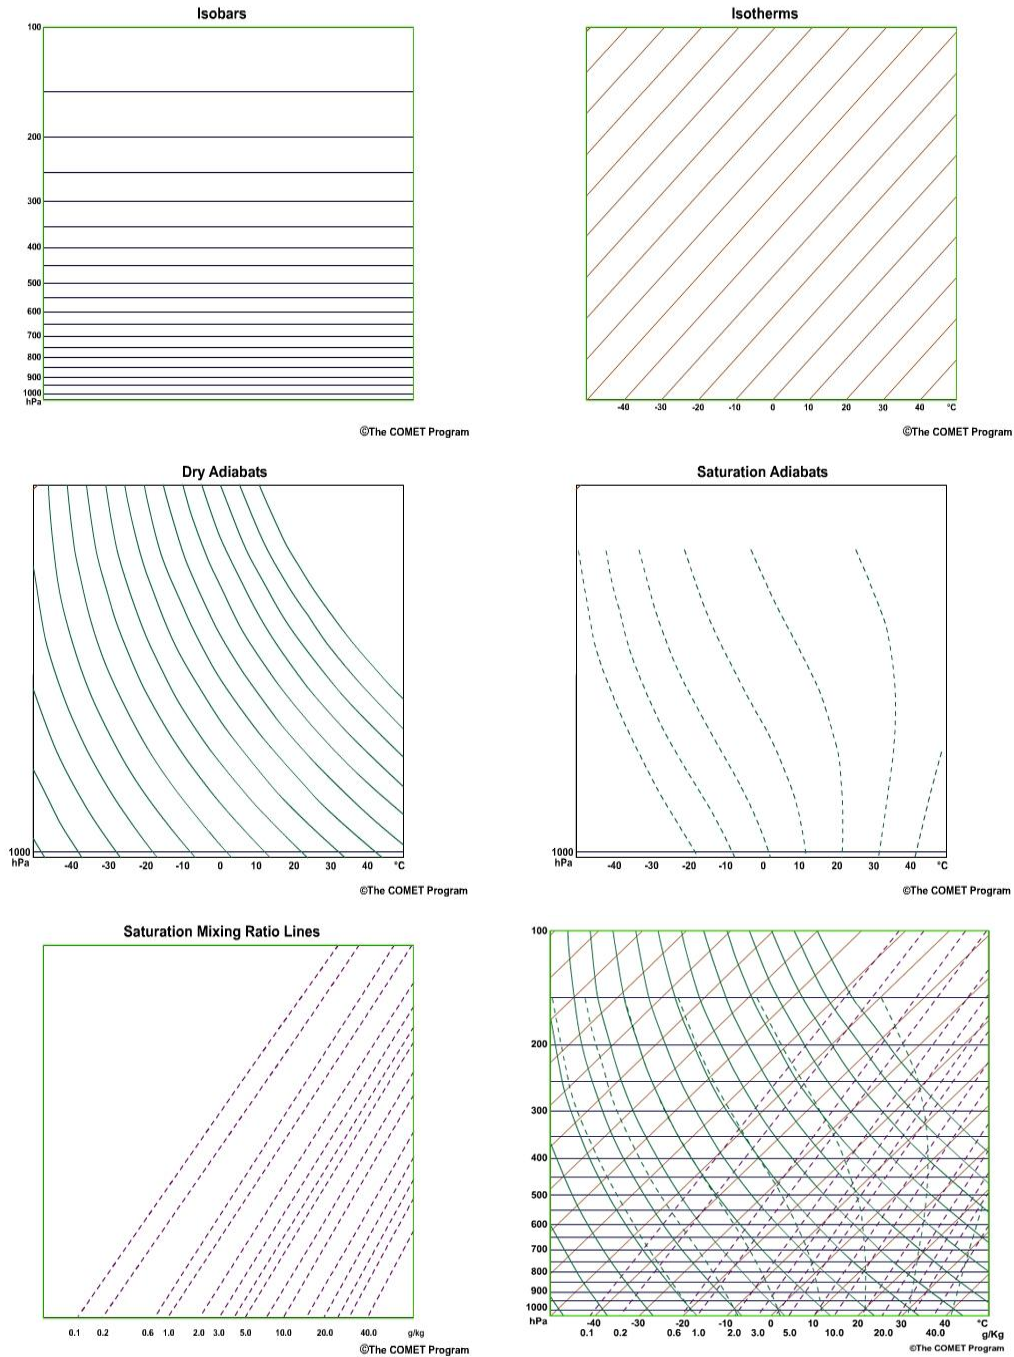 Isobars
100
200
300
400
500
600
700
800
900
1000
hPa
©The COMET Program
Isotherms
-40 -30 -20 -10 0 10 20 30 40 °C
©The COMET Program
Dry Adiabats
1000
hPa
-40 -30 -20 -10 0 10 20 30 40 °C
©The COMET Program
Saturation Adiabats
1000
hPa
-40 -30 -20 -10 0 10 20 30 40 °C
©The COMET Program
Saturation Mixing Ratio Lines
0.1 0.2 0.6 1.0 2.0 3.0 5.0 10.0 20.0 40.0 g/kg
©The COMET Program
100
200
300
400
500
600
700
800
900
1000
hPa
-40 -30 -20 -10 0 10 20 30 40 °C
0.1 0.2 0.6 1.0 2.0 3.0 5.0 10.0 20.0 40.0 g/Kg
©The COMET Program